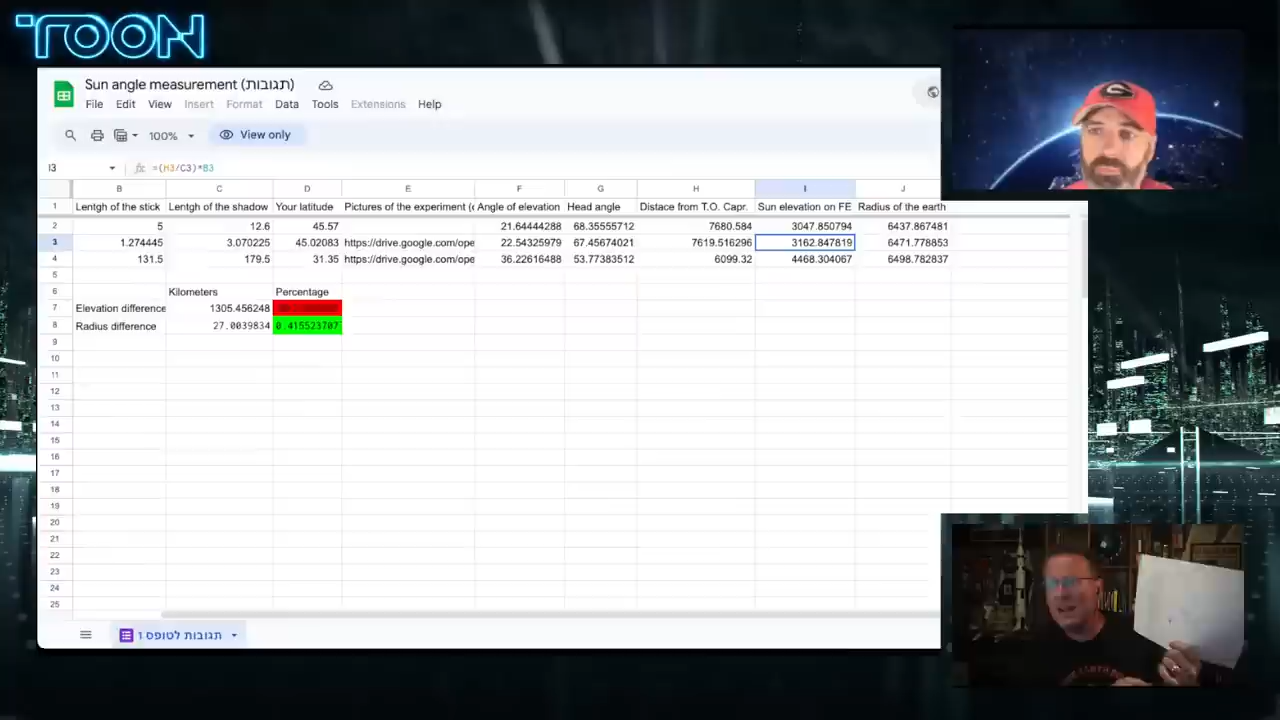 TOON
Sun angle measurement (תגובות)
File Edit View Insert Format Data Tools Extensions Help
100% View only
I3 fx =(H3/C3)*B3
B C D E F G H I J
1 Lentgh of the stick Lentgh of the shadow Your latitude Pictures of the experiment (o Angle of elevation Head angle Distace from T.O. Capr. Sun elevation on FE Radius of the earth
2 5 12.6 45.57 21.64444288 68.35555712 7680.584 3047.850794 6437.867481
3 1.274445 3.070225 45.02083 https://drive.google.com/ope 22.54325979 67.45674021 7619.516296 3162.847819 6471.778853
4 131.5 179.5 31.35 https://drive.google.com/ope 36.22616488 53.77383512 6099.32 4468.304067 6498.782837
5
6 Kilometers Percentage
7 Elevation difference 1305.456248
8 Radius difference 27.0039834 0.415523707
9
10
11
12
13
14
15
16
17
18
19
20
21
22
23
24
25
תגובות לטופס 1